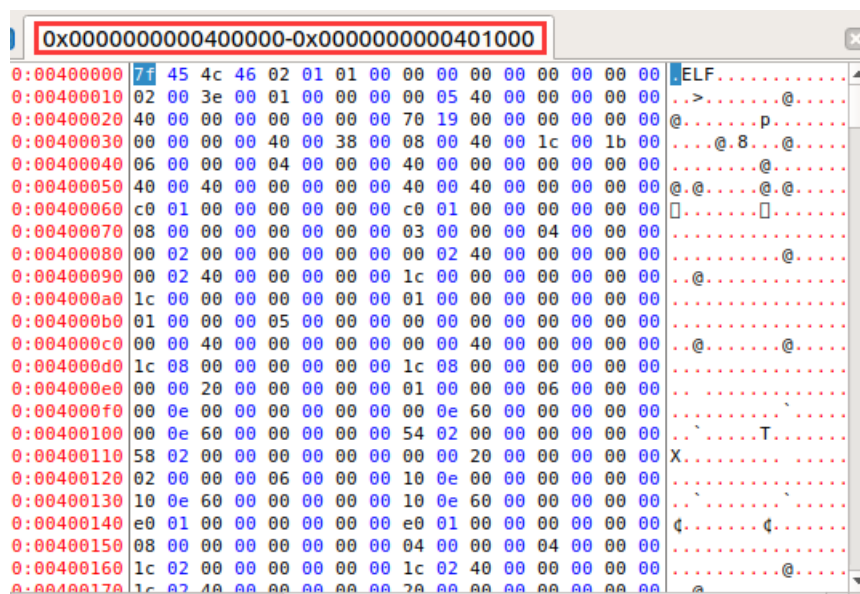 0x0000000000400000-0x0000000000401000
0:00400000 7f 45 4c 46 02 01 01 00 00 00 00 00 00 00 00 00 .ELF............
0:00400010 02 00 3e 00 01 00 00 00 00 05 40 00 00 00 00 00 ..>.......@.....
0:00400020 40 00 00 00 00 00 00 00 70 19 00 00 00 00 00 00 @.......p.......
0:00400030 00 00 00 00 40 00 38 00 08 00 40 00 1c 00 1b 00 ....@.8...@.....
0:00400040 06 00 00 00 04 00 00 00 40 00 00 00 00 00 00 00 ........@.......
0:00400050 40 00 40 00 00 00 00 00 40 00 40 00 00 00 00 00 @.@.....@.@.....
0:00400060 c0 01 00 00 00 00 00 00 c0 01 00 00 00 00 00 00 ▯.......▯.......
0:00400070 08 00 00 00 00 00 00 00 03 00 00 00 04 00 00 00 ................
0:00400080 00 02 00 00 00 00 00 00 00 02 40 00 00 00 00 00 ..........@.....
0:00400090 00 02 40 00 00 00 00 00 1c 00 00 00 00 00 00 00 ..@.............
0:004000a0 1c 00 00 00 00 00 00 00 01 00 00 00 00 00 00 00 ................
0:004000b0 01 00 00 00 05 00 00 00 00 00 00 00 00 00 00 00 ................
0:004000c0 00 00 40 00 00 00 00 00 00 00 40 00 00 00 00 00 ..@.......@.....
0:004000d0 1c 08 00 00 00 00 00 00 1c 08 00 00 00 00 00 00 ................
0:004000e0 00 00 20 00 00 00 00 00 01 00 00 00 06 00 00 00 .. .............
0:004000f0 00 0e 00 00 00 00 00 00 00 0e 60 00 00 00 00 00 ..........`.....
0:00400100 00 0e 60 00 00 00 00 00 54 02 00 00 00 00 00 00 ..`.....T.......
0:00400110 58 02 00 00 00 00 00 00 00 00 20 00 00 00 00 00 X......... .....
0:00400120 02 00 00 00 06 00 00 00 10 0e 00 00 00 00 00 00 ................
0:00400130 10 0e 60 00 00 00 00 00 10 0e 60 00 00 00 00 00 ..`.......`.....
0:00400140 e0 01 00 00 00 00 00 00 e0 01 00 00 00 00 00 00 ¢.......¢.......
0:00400150 08 00 00 00 00 00 00 00 04 00 00 00 04 00 00 00 ................
0:00400160 1c 02 00 00 00 00 00 00 1c 02 40 00 00 00 00 00 ..........@.....
0:00400170 1c 02 40 00 00 00 00 00 20 00 00 00 00 00 00 00 ..@